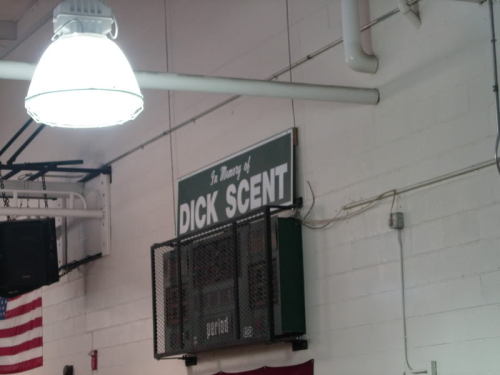 In Memory of
DICK SCENT
period